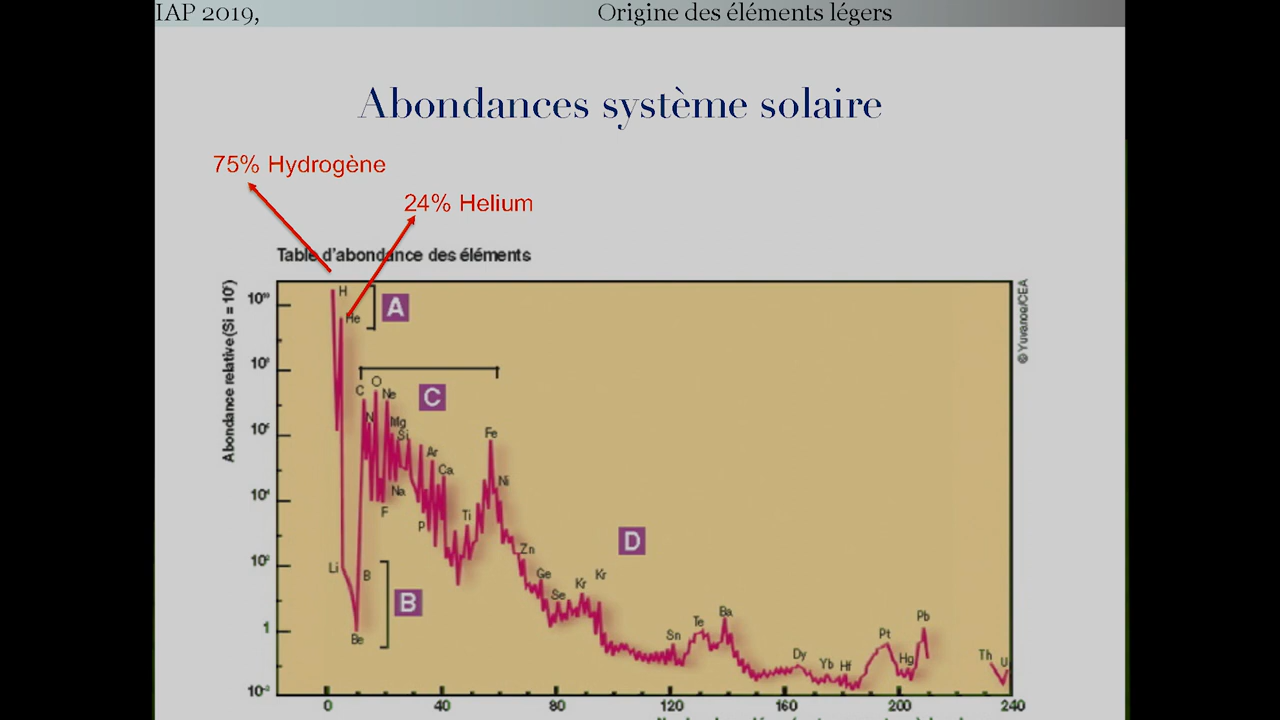 IAP 2019, Origine des éléments légers
Abondances système solaire
75% Hydrogène
24% Helium
Table d'abondance des éléments
Abondance relative (Si = 10⁶)
© Yuvanoe/CEA
10¹⁰
10⁸
10⁶
10⁴
10²
1
10⁻²
H
He
A
C
O
Ne
N
Mg
Si
Na
F
P
Ar
Ca
Ti
Fe
Ni
C
Li
B
Be
B
D
Zn
Ge
Se
Kr
Kr
Sn
Te
Ba
Dy
Yb
Hf
Pt
Hg
Pb
Th
U
0 40 80 120 160 200 240